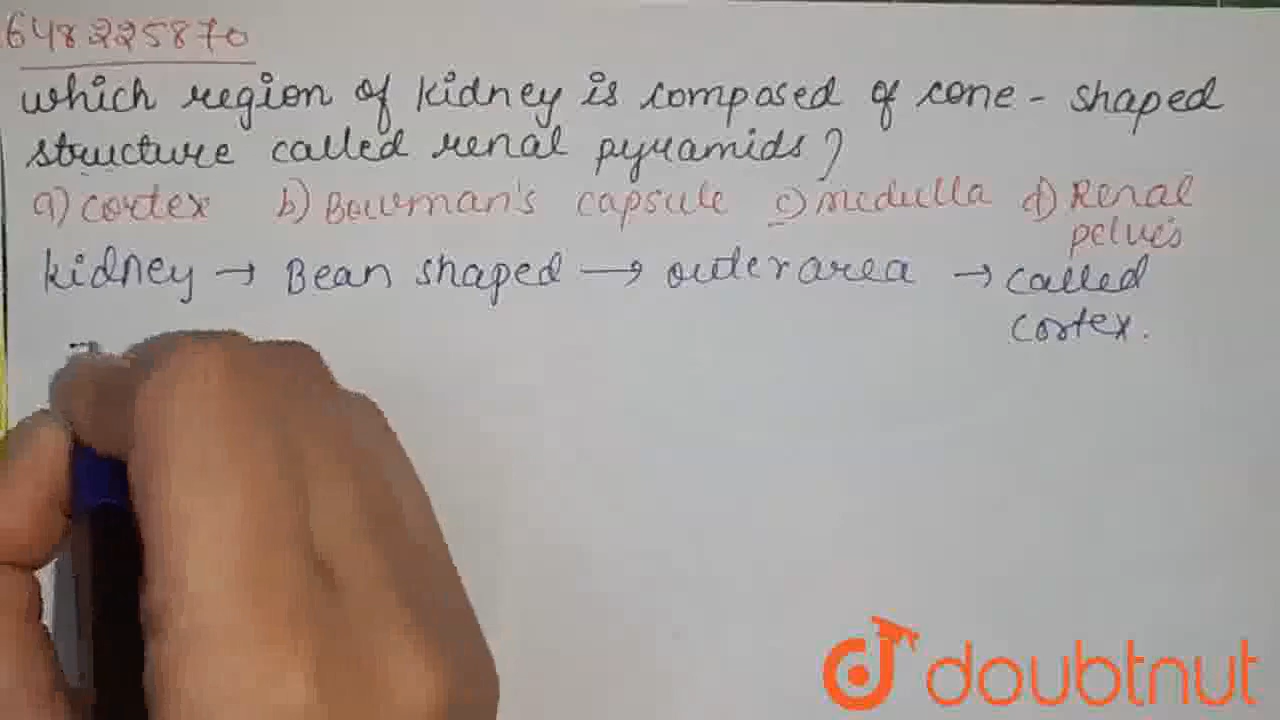 648225870
which region of kidney is composed of cone - shaped
structure called renal pyramids?
a) cortex b) Bowman's capsule c) medulla d) Renal
pelvis
kidney → Bean shaped → outer area → called
cortex.
doubtnut